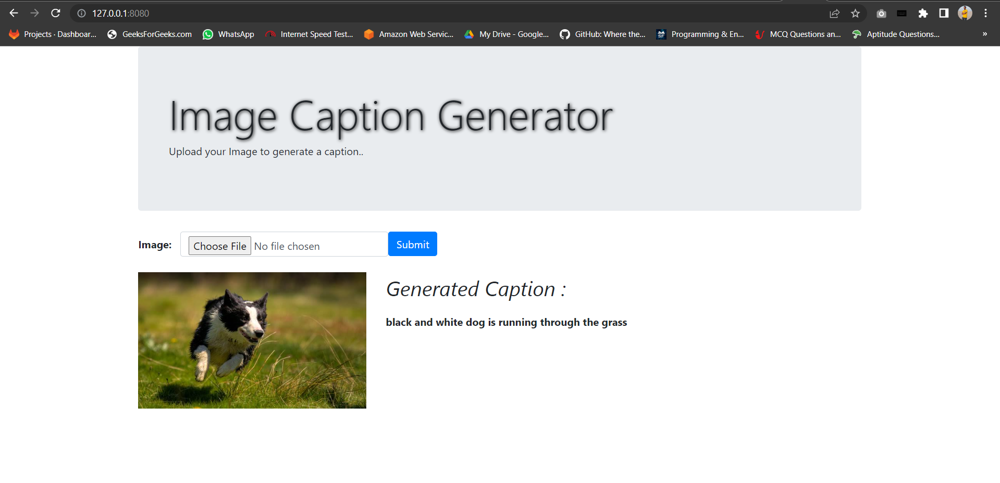 127.0.0.1:8080
Projects · Dashboar... GeeksForGeeks.com WhatsApp Internet Speed Test... Amazon Web Servic... My Drive - Google... GitHub: Where the... SF Programming & En... MCQ Questions an... Aptitude Questions... »
Image Caption Generator
Upload your Image to generate a caption..
Image: Choose File No file chosen Submit
Generated Caption :
black and white dog is running through the grass